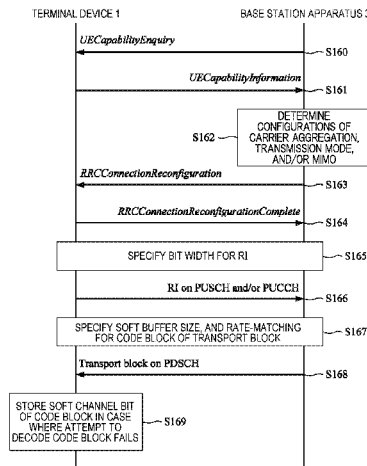 TERMINAL DEVICE 1
BASE STATION APPARATUS 3
UECapabilityEnquiry
S160
UECapabilityInformation
S161
S162
DETERMINE
CONFIGURATIONS OF
CARRIER AGGREGATION,
TRANSMISSION MODE,
AND/OR MIMO
RRCConnectionReconfiguration
S163
RRCConnectionReconfigurationComplete
S164
SPECIFY BIT WIDTH FOR RI
S165
RI on PUSCH and/or PUCCH
S166
SPECIFY SOFT BUFFER SIZE, AND RATE-MATCHING
FOR CODE BLOCK OF TRANSPORT BLOCK
S167
Transport block on PDSCH
S168
STORE SOFT CHANNEL BIT
OF CODE BLOCK IN CASE
WHERE ATTEMPT TO
DECODE CODE BLOCK FAILS
S169